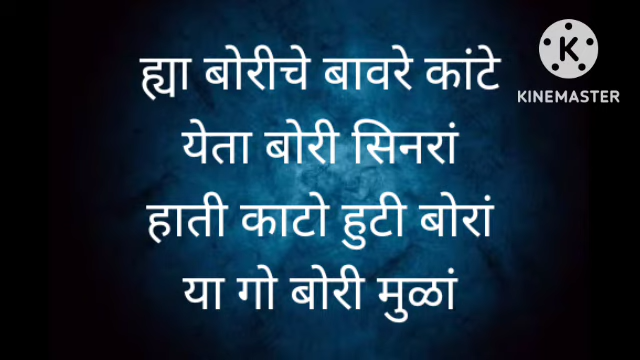 ह्या बोरीचे बावरे कांटे
येता बोरी सिनरां
हाती काटो हुटी बोरां
या गो बोरी मुळां
KINEMASTER